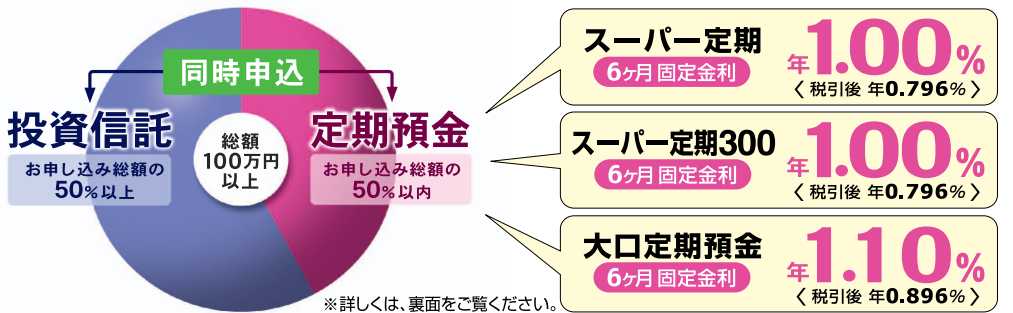 同時申込
投資信託
お申し込み総額の
50%以上
総額
100万円
以上
定期預金
お申し込み総額の
50%以内
スーパー定期
6ヶ月 固定金利
年1.00%
〈 税引後 年0.796% 〉
スーパー定期300
6ヶ月 固定金利
年1.00%
〈 税引後 年0.796% 〉
大口定期預金
6ヶ月 固定金利
年1.10%
〈 税引後 年0.896% 〉
※詳しくは、裏面をご覧ください。